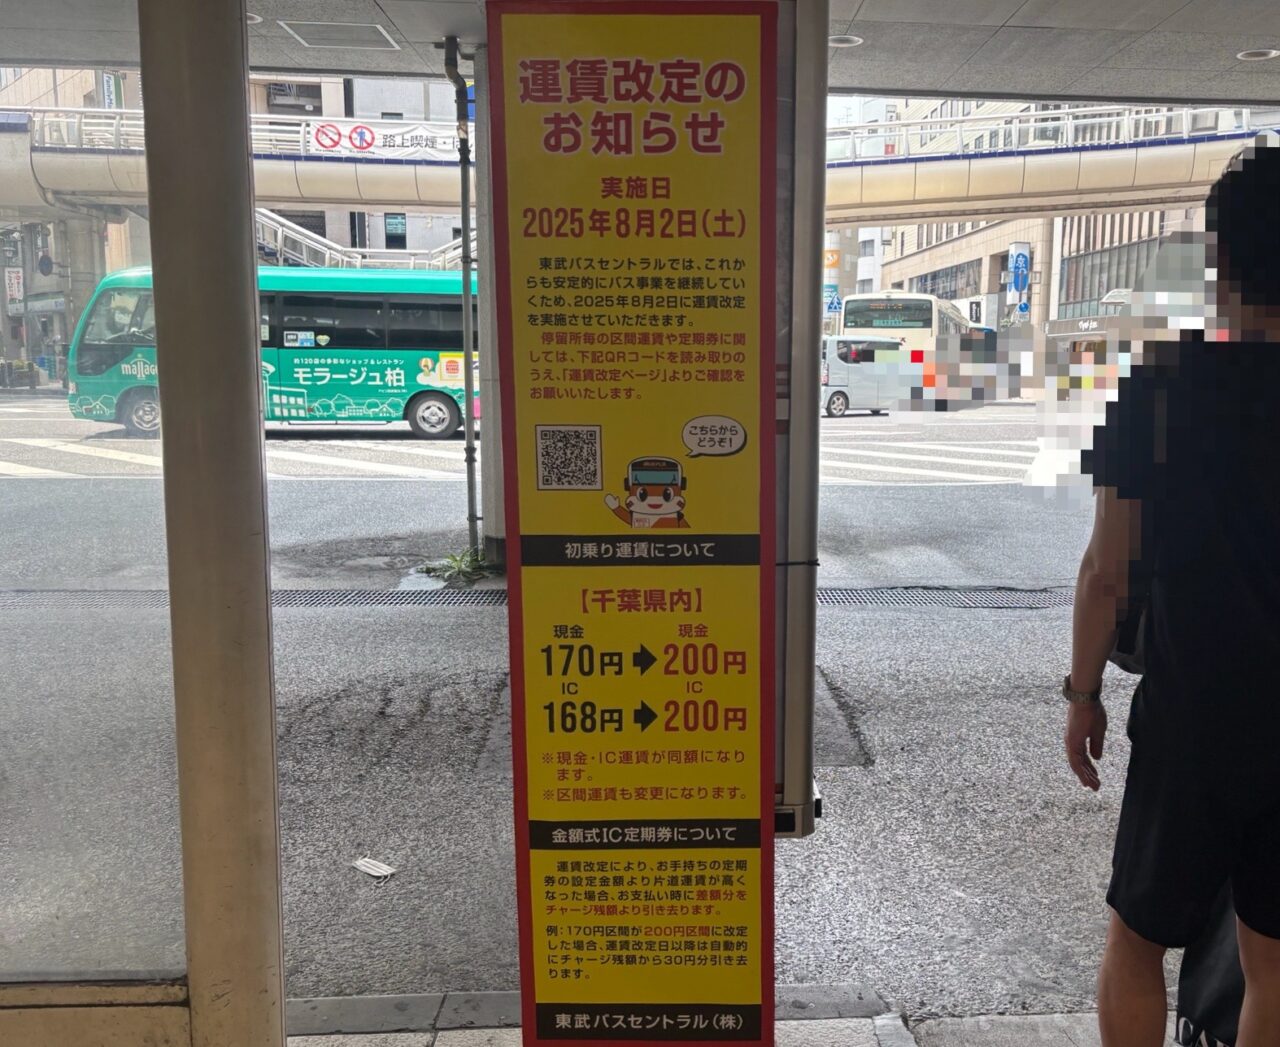 運賃改定の
お知らせ
実施日
2025年8月2日(土)
東武バスセントラルでは、これか
らも安定的にバス事業を継続してい
くため、2025年8月2日に運賃改定
を実施させていただきます。
停留所毎の区間運賃や定期券に関
しては、下記QRコードを読み取りの
うえ、「運賃改定ページ」よりご確認を
お願いいたします。
こちらから
どうぞ!
初乗り運賃について
【千葉県内】
現金 現金
170円➡200円
IC IC
168円➡200円
※現金・IC運賃が同額になり
ます。
※区間運賃も変更になります。
金額式IC定期券について
運賃改定により、お手持ちの定期
券の設定金額より片道運賃が高く
なった場合、お支払い時に差額分を
チャージ残額より引き去ります。
例:170円区間が200円区間に改定
した場合、運賃改定日以降は自動的
にチャージ残額から30円分引き去
ります。
東武バスセントラル(株)
路上喫煙・
約120店の多彩なショップ&レストラン
モラージュ柏